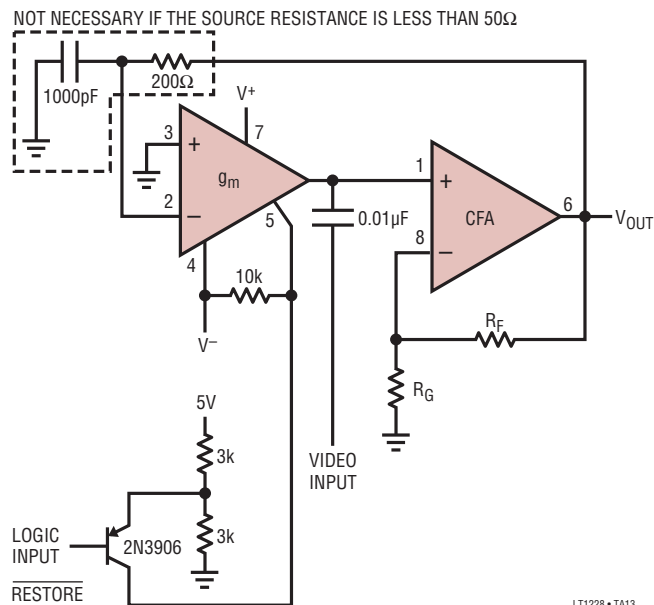 NOT NECESSARY IF THE SOURCE RESISTANCE IS LESS THAN 50Ω
1000pF
200Ω
V+
3
+
7
gm
2
−
5
4
10k
V−
0.01µF
1
+
CFA
6
VOUT
8
−
RF
RG
5V
3k
3k
VIDEO
INPUT
LOGIC
INPUT
2N3906
RESTORE
LT1228 • TA13